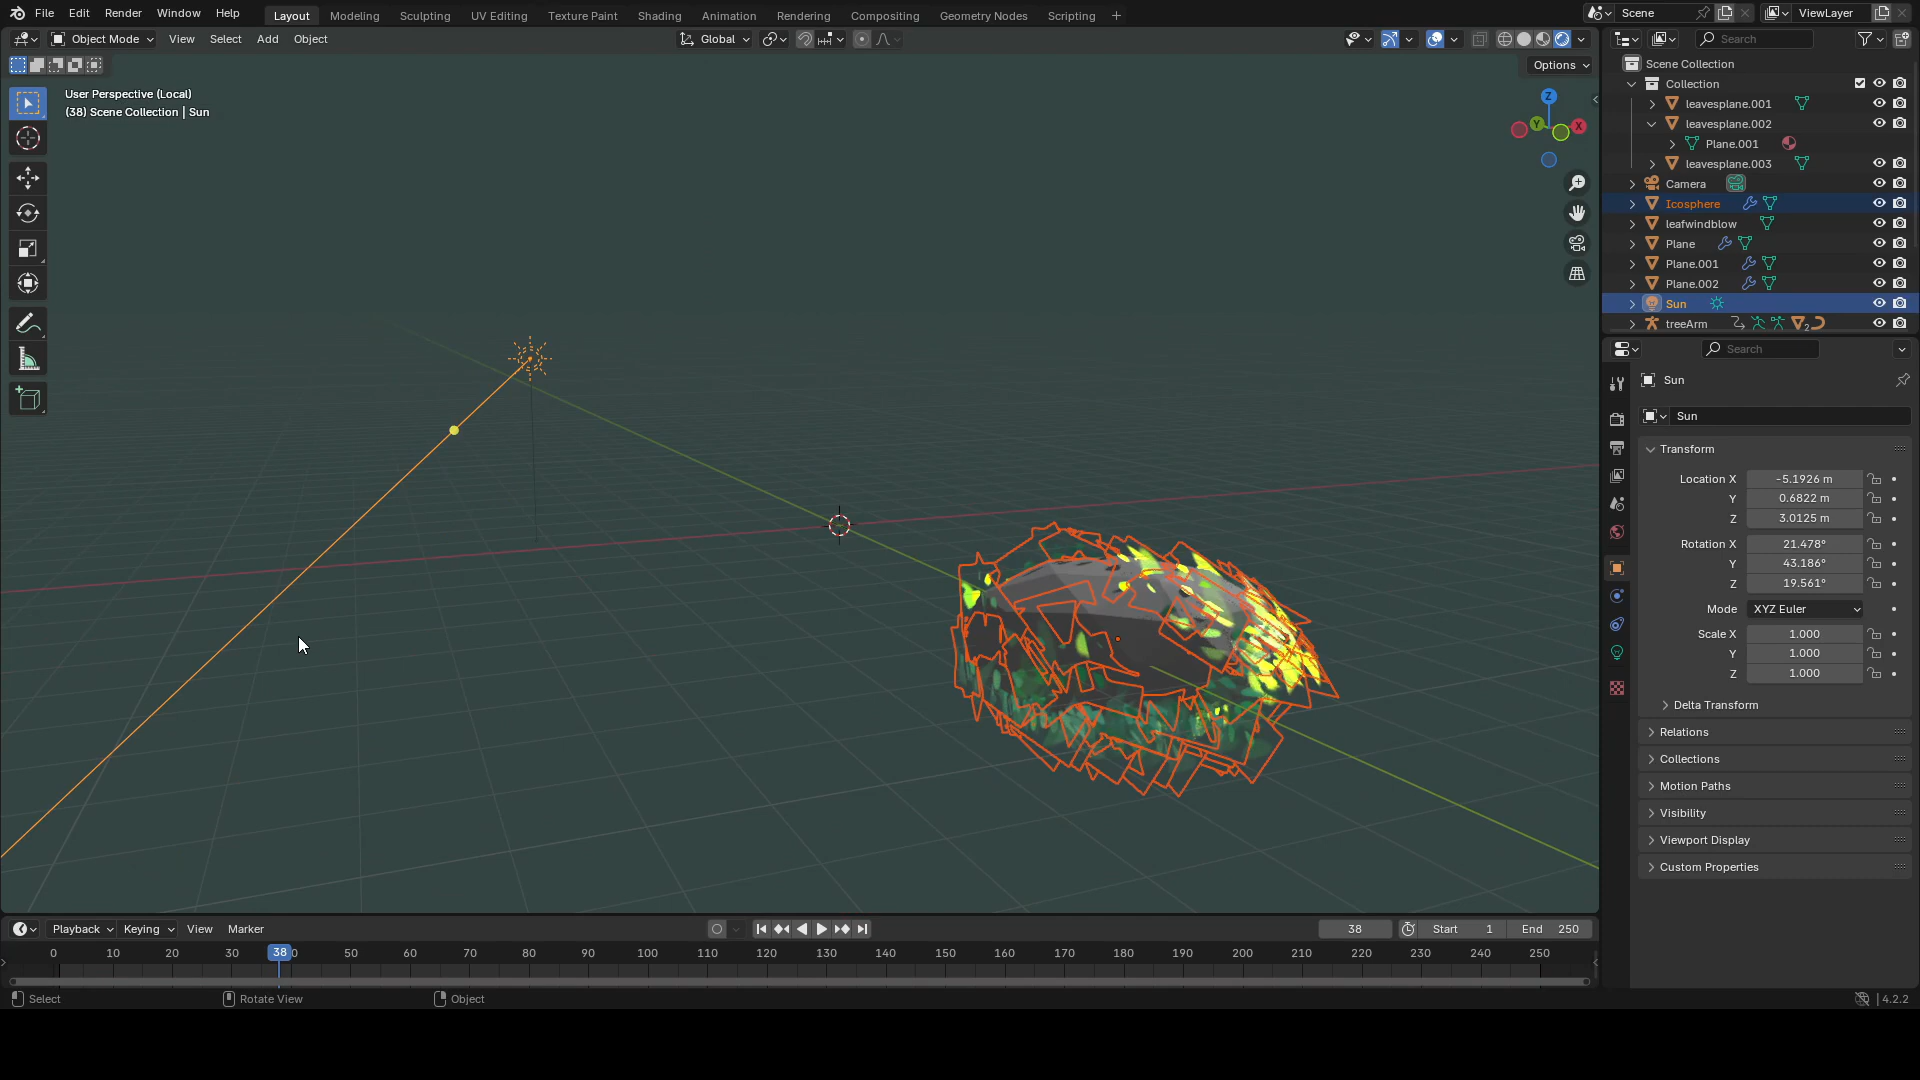 File Edit Render Window Help Layout Modeling Sculpting UV Editing Texture Paint Shading Animation Rendering Compositing Geometry Nodes Scripting + Scene ViewLayer
Object Mode View Select Add Object Global Search
Options
User Perspective (Local)
(38) Scene Collection | Sun
Z
Y
X
Scene Collection
Collection
leavesplane.001
leavesplane.002
Plane.001
leavesplane.003
Camera
Icosphere
leafwindblow
Plane
Plane.001
Plane.002
Sun
treeArm 2
Search
Sun
Sun
Transform
Location X -5.1926 m
Y 0.6822 m
Z 3.0125 m
Rotation X 21.478°
Y 43.186°
Z 19.561°
Mode XYZ Euler
Scale X 1.000
Y 1.000
Z 1.000
Delta Transform
Relations
Collections
Motion Paths
Visibility
Viewport Display
Custom Properties
Playback Keying View Marker 38 Start 1 End 250
0 10 20 30 38 0 50 60 70 80 90 100 110 120 130 140 150 160 170 180 190 200 210 220 230 240 250
Select Rotate View Object 4.2.2